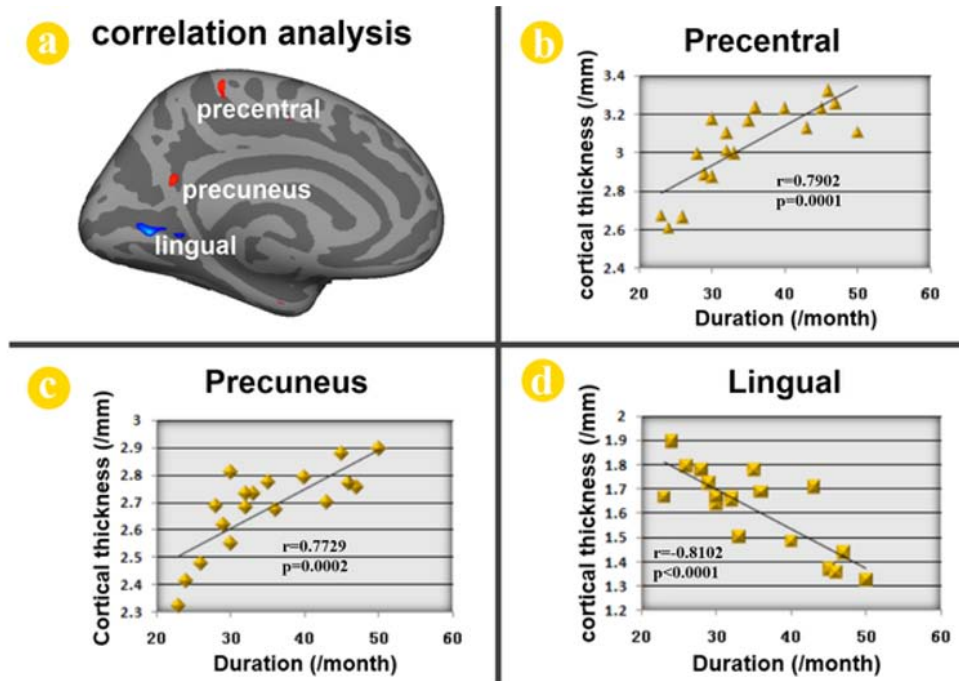 a correlation analysis
precentral
precuneus
lingual
b Precentral
cortical thickness (/mm)
3.4
3.2
3
2.8
2.6
2.4
r=0.7902
p=0.0001
20 30 40 50 60
Duration (/month)
c Precuneus
Cortical thickness (/mm)
3
2.9
2.8
2.7
2.6
2.5
2.4
2.3
r=0.7729
p=0.0002
20 30 40 50 60
Duration (/month)
d Lingual
cortical thickness (/mm)
2
1.9
1.8
1.7
1.6
1.5
1.4
1.3
1.2
r=-0.8102
p<0.0001
20 30 40 50 60
Duration (/month)